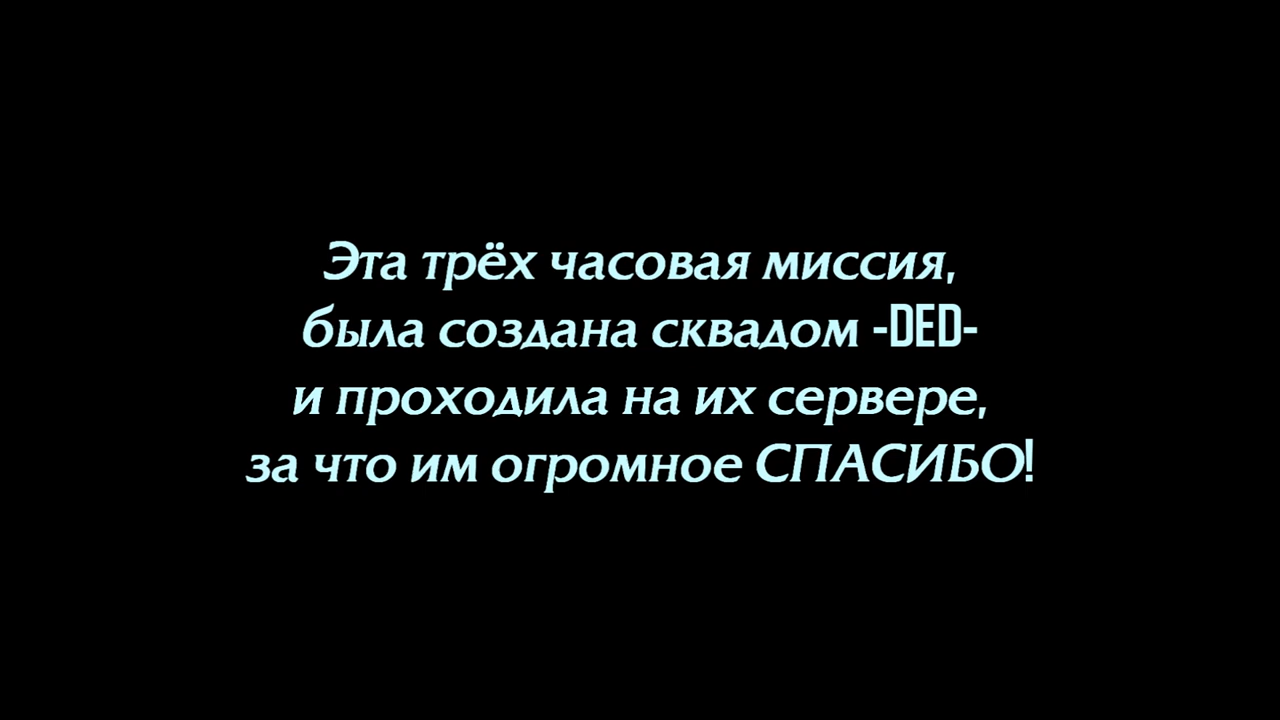 Эта трёх часовая миссия,
была создана сквадом -DED-
и проходила на их сервере,
за что им огромное СПАСИБО!